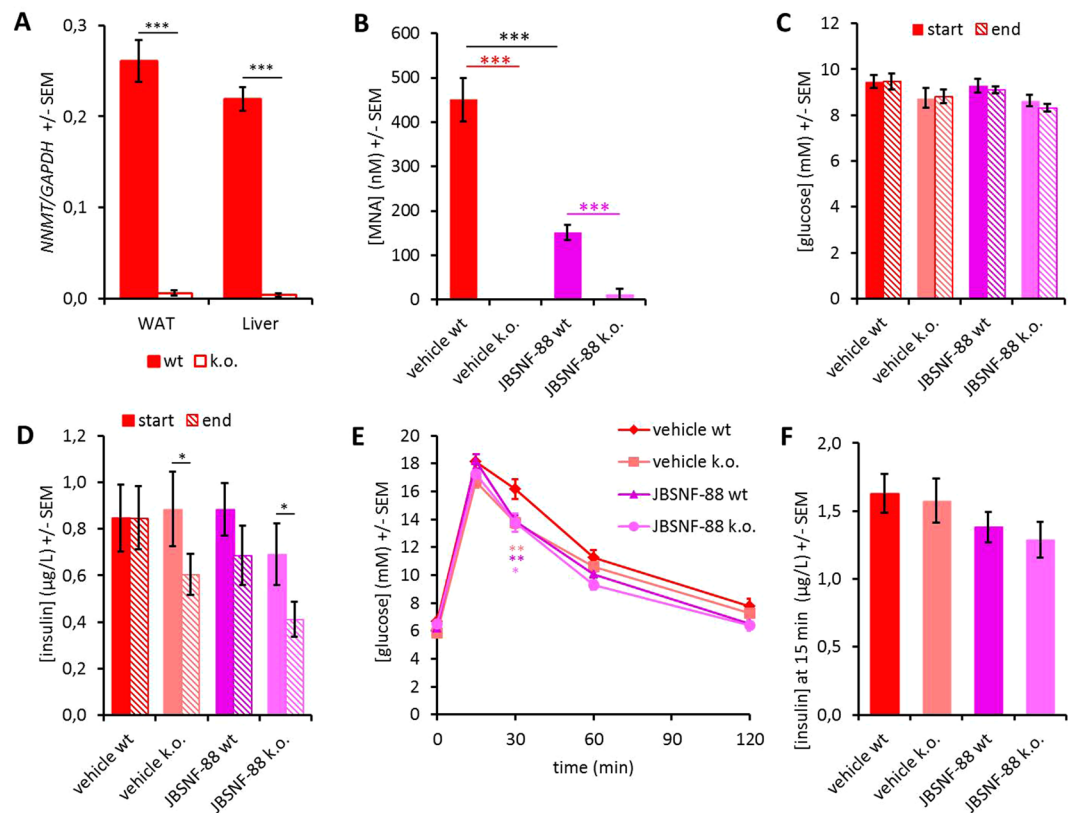 A
NNMT/GAPDH +/- SEM
0,3
0,2
0,1
0,0
***
***
WAT
Liver
wt
k.o.
B
[MNA] (nM) +/- SEM
600
500
400
300
200
100
0
***
***
***
vehicle wt
vehicle k.o.
JBSNF-88 wt
JBSNF-88 k.o.
C
[glucose] (mM) +/- SEM
12
10
8
6
4
2
0
start
end
vehicle wt
vehicle k.o.
JBSNF-88 wt
JBSNF-88 k.o.
D
start
end
[insulin] (µg/L) +/- SEM
1,2
1,0
0,8
0,6
0,4
0,2
0,0
*
*
vehicle wt
vehicle k.o.
JBSNF-88 wt
JBSNF-88 k.o.
E
[glucose] (mM) +/- SEM
20
18
16
14
12
10
8
6
4
2
0
vehicle wt
vehicle k.o.
JBSNF-88 wt
JBSNF-88 k.o.
**
**
*
0
30
60
90
120
time (min)
F
[insulin] at 15 min (µg/L) +/- SEM
2,0
1,5
1,0
0,5
0,0
vehicle wt
vehicle k.o.
JBSNF-88 wt
JBSNF-88 k.o.